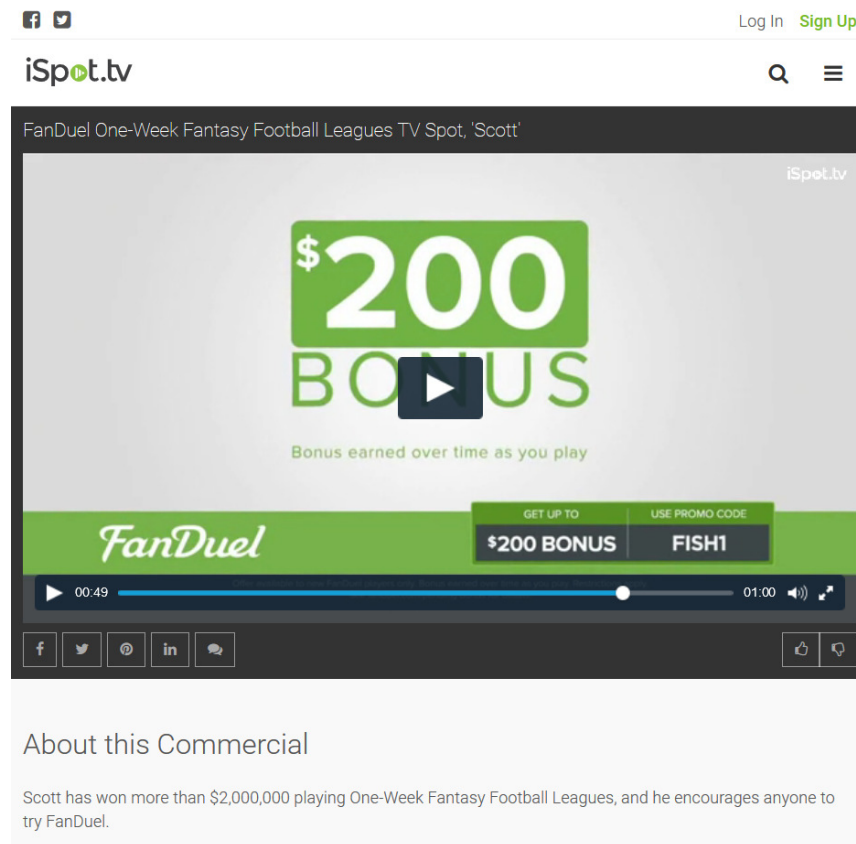 Log In Sign Up
iSpot.tv
FanDuel One-Week Fantasy Football Leagues TV Spot, 'Scott'
iSpot.tv
$200
BONUS
Bonus earned over time as you play
GET UP TO USE PROMO CODE
FanDuel $200 BONUS FISH1
00:49 01:00
About this Commercial
Scott has won more than $2,000,000 playing One-Week Fantasy Football Leagues, and he encourages anyone to
try FanDuel.